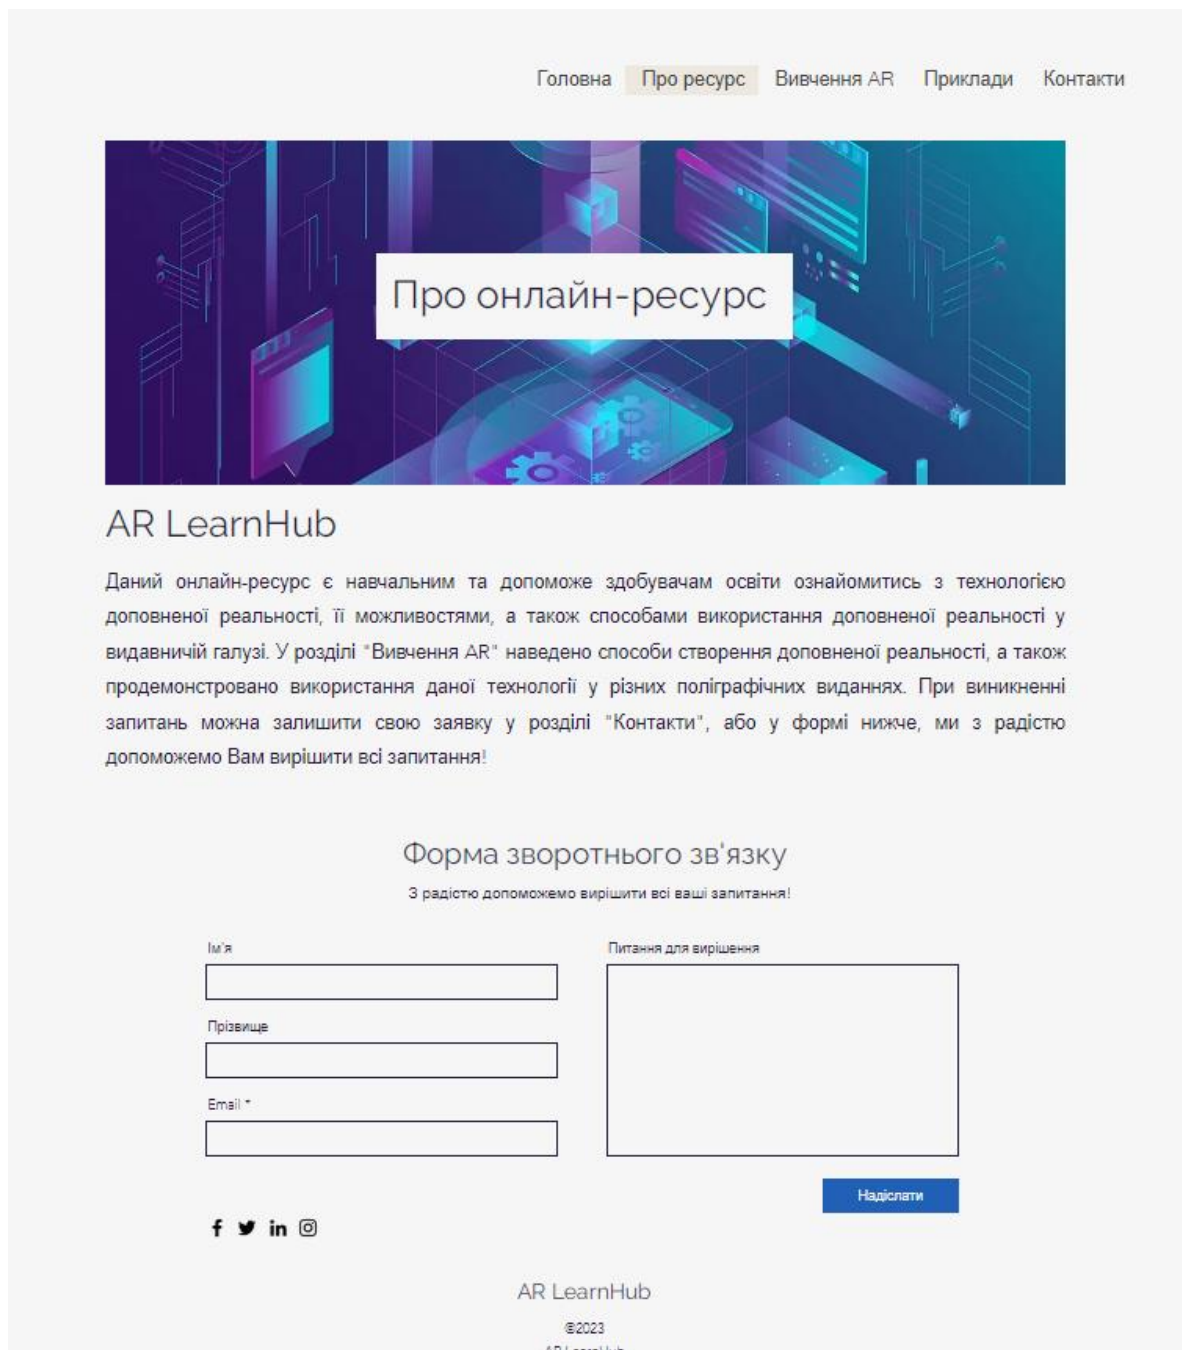 Головна Про ресурс Вивчення AR Приклади Контакти
Про онлайн-ресурс
AR LearnHub
Даний онлайн-ресурс є навчальним та допоможе здобувачам освіти ознайомитись з технологією
доповненої реальності, її можливостями, а також способами використання доповненої реальності у
видавничій галузі. У розділі "Вивчення AR" наведено способи створення доповненої реальності, а також
продемонстровано використання даної технології у різних поліграфічних виданнях. При виникненні
запитань можна залишити свою заявку у розділі "Контакти", або у формі нижче, ми з радістю
допоможемо Вам вирішити всі запитання!
Форма зворотнього зв'язку
З радістю допоможемо вирішити всі ваші запитання!
Ім'я
Питання для вирішення
Прізвище
Email *
Надіслати
AR LearnHub
©2023
AR LearnHub